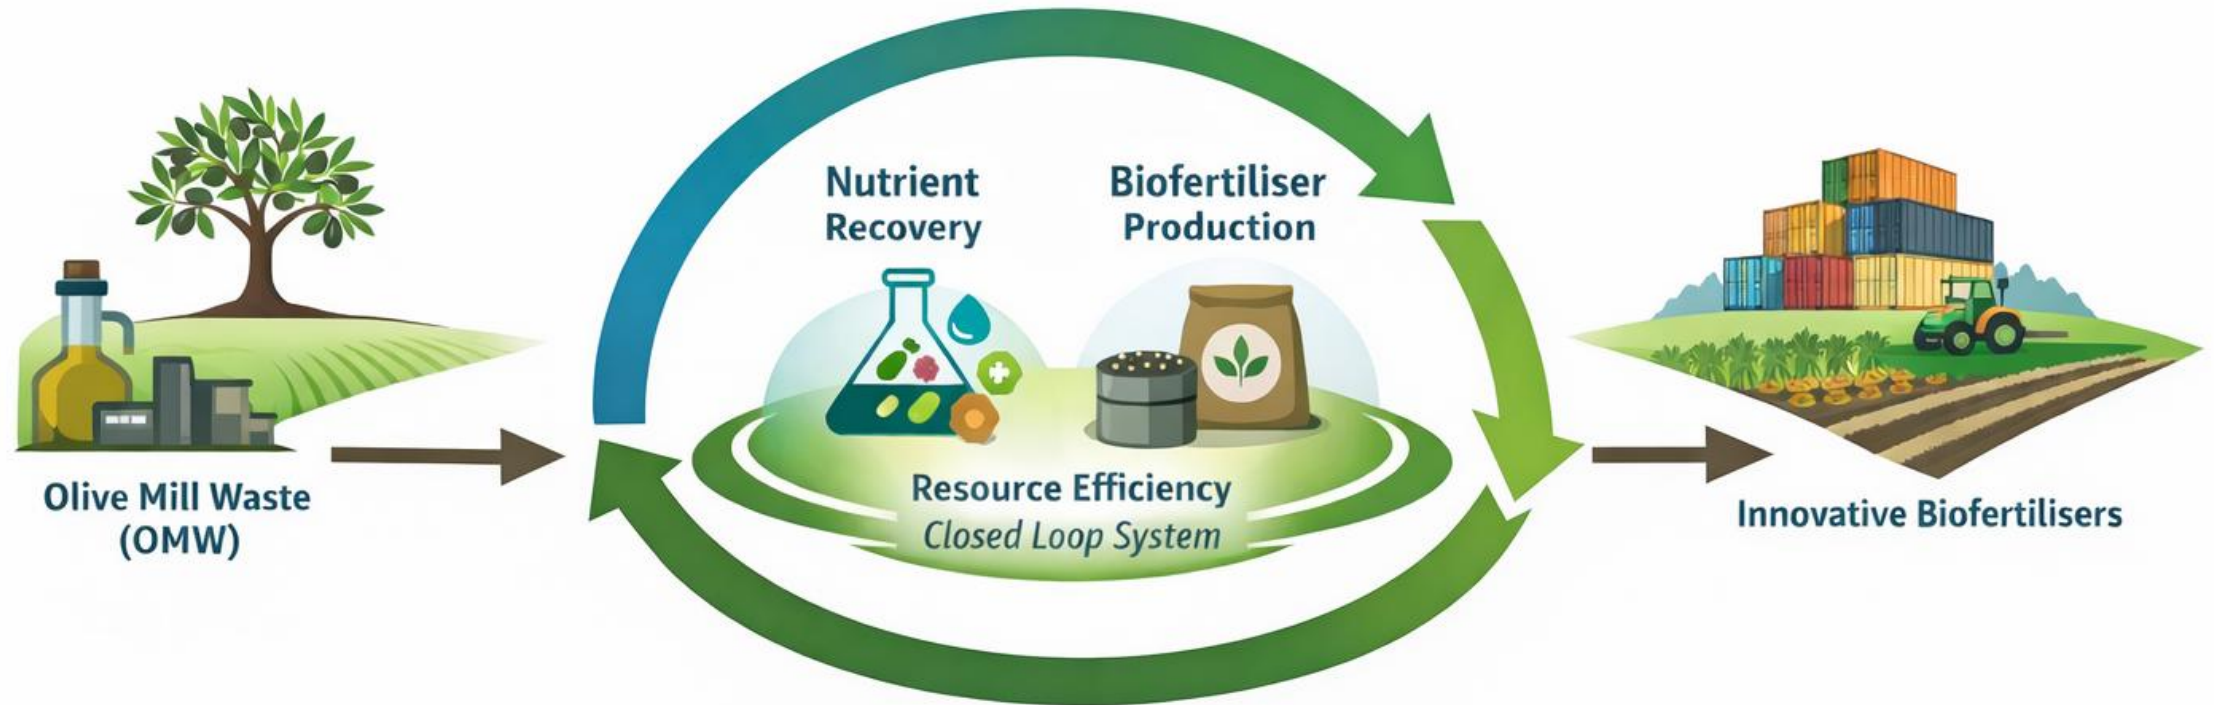 Olive Mill Waste
(OMW)
Nutrient
Recovery
Biofertiliser
Production
Resource Efficiency
Closed Loop System
Innovative Biofertilisers